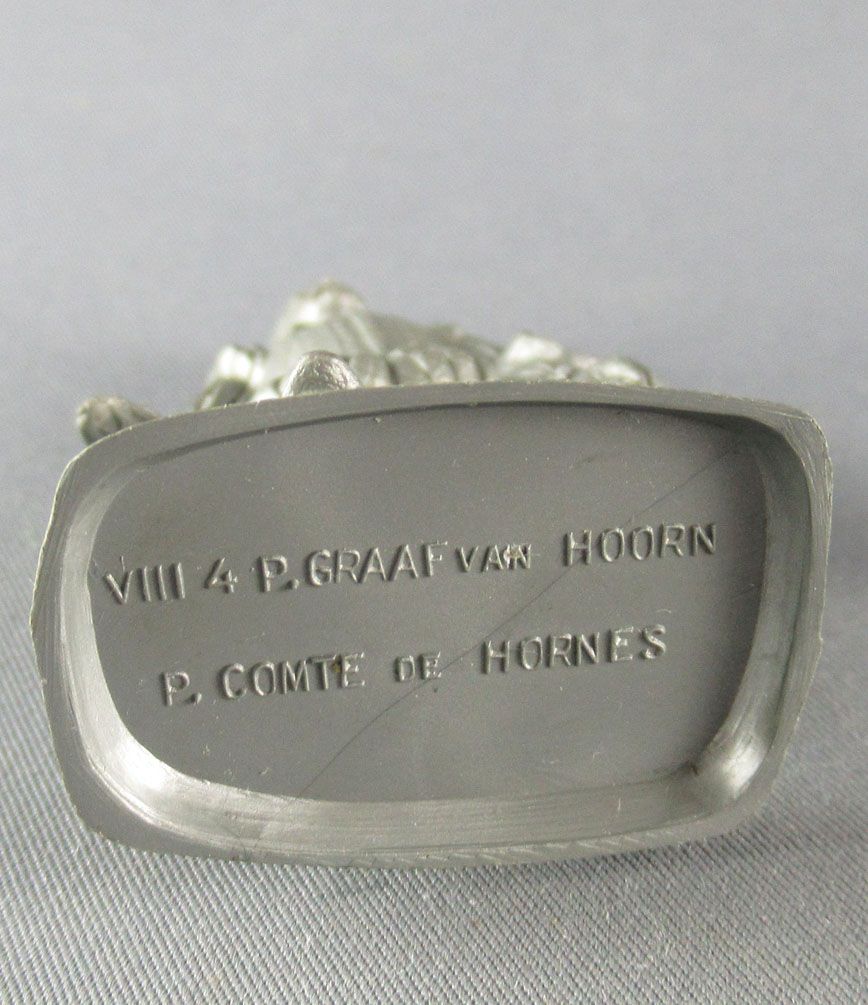 VIII 4 P. GRAAF VAN HOORN
P. COMTE DE HORNES